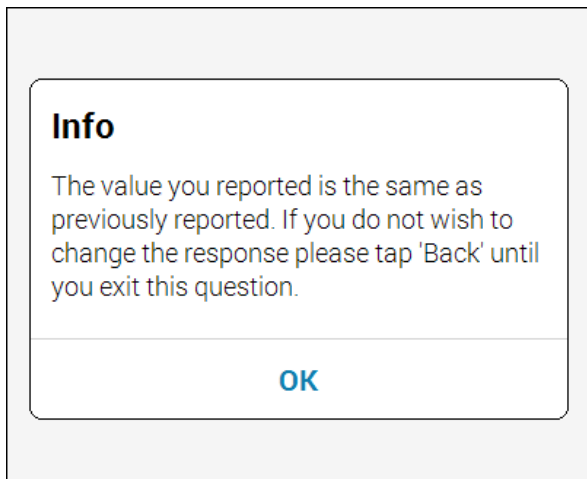 Info
The value you reported is the same as
previously reported. If you do not wish to
change the response please tap 'Back' until
you exit this question.
OK